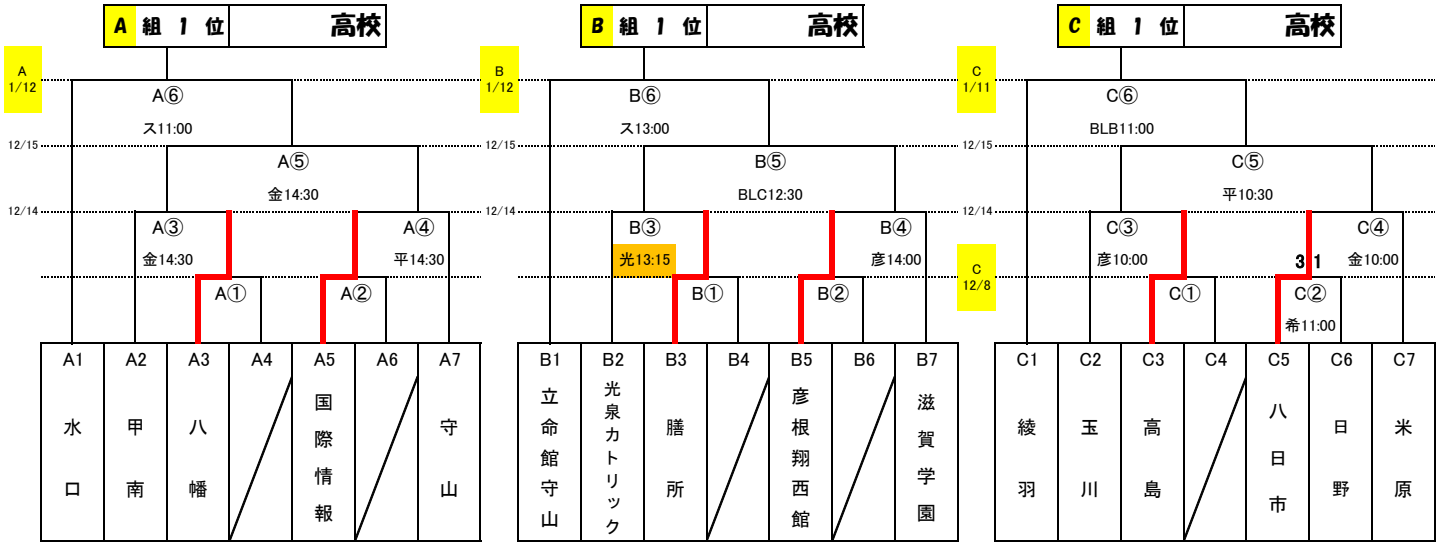 A 組 1 位 高校
B 組 1 位 高校
C 組 1 位 高校
A
1/12
B
1/12
C
1/11
A⑥
ス11:00
B⑥
ス13:00
C⑥
BLB11:00
12/15
12/15
12/15
A⑤
金14:30
B⑤
BLC12:30
C⑤
平10:30
12/14
12/14
12/14
A③
金14:30
A④
平14:30
B③
光13:15
B④
彦14:00
C③
彦10:00
C④
金10:00
3 1
C
12/8
A①
A②
B①
B②
C①
C②
希11:00
A1 A2 A3 A4 A5 A6 A7
B1 B2 B3 B4 B5 B6 B7
C1 C2 C3 C4 C5 C6 C7
水口
甲南
八幡
国際情報
守山
立命館守山
光泉カトリック
膳所
彦根翔西館
滋賀学園
綾羽
玉川
高島
八日市
日野
米原